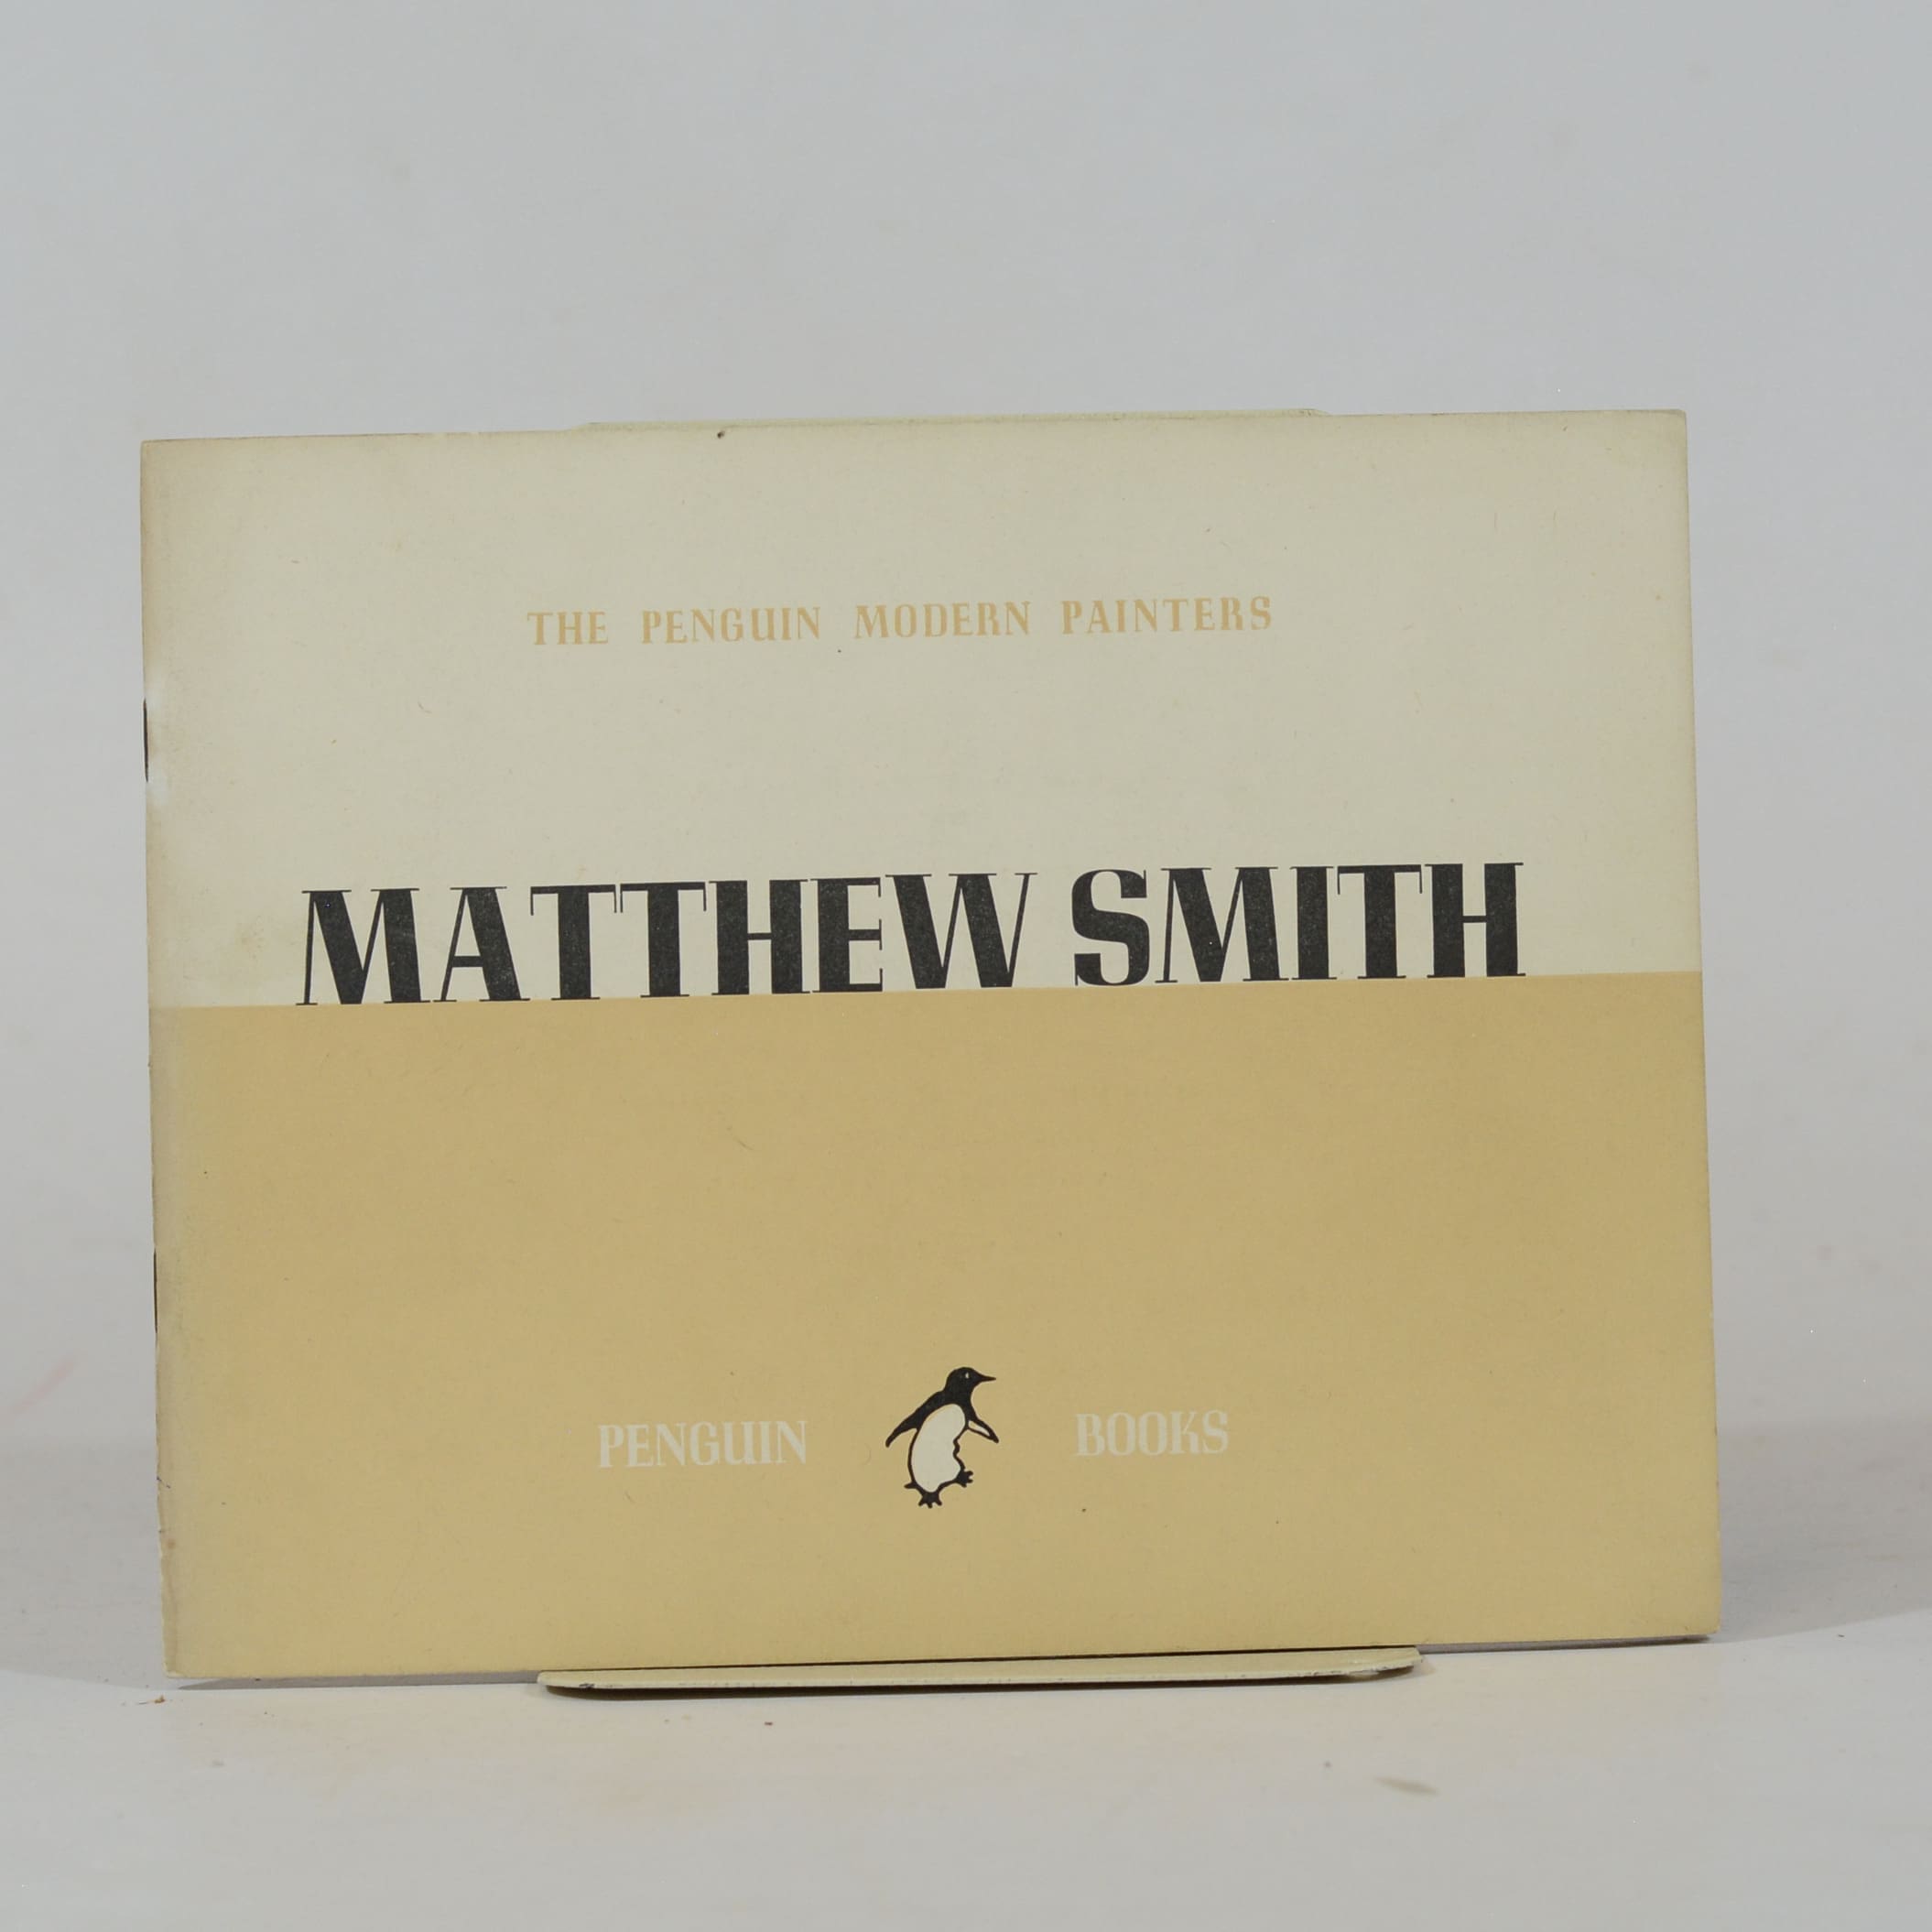 THE PENGUIN MODERN PAINTERS
MATTHEW SMITH
PENGUIN BOOKS